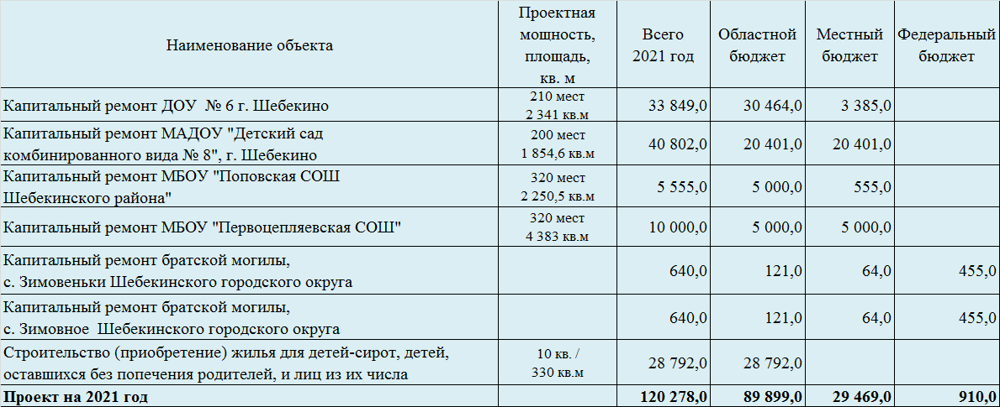 Наименование объекта
Проектная
мощность,
площадь,
кв. м
Всего
2021 год
Областной
бюджет
Местный
бюджет
Федеральный
бюджет
Капитальный ремонт ДОУ № 6 г. Шебекино
210 мест
2 341 кв.м
33 849,0
30 464,0
3 385,0
Капитальный ремонт МАДОУ "Детский сад
комбинированного вида № 8", г. Шебекино
200 мест
1 854,6 кв.м
40 802,0
20 401,0
20 401,0
Капитальный ремонт МБОУ "Поповская СОШ
Шебекинского района"
320 мест
2 250,5 кв.м
5 555,0
5 000,0
555,0
Капитальный ремонт МБОУ "Первоцепляевская СОШ"
320 мест
4 383 кв.м
10 000,0
5 000,0
5 000,0
Капитальный ремонт братской могилы,
с. Зимовеньки Шебекинского городского округа
640,0
121,0
64,0
455,0
Капитальный ремонт братской могилы,
с. Зимовное Шебекинского городского округа
640,0
121,0
64,0
455,0
Строительство (приобретение) жилья для детей-сирот, детей,
оставшихся без попечения родителей, и лиц из их числа
10 кв. /
330 кв.м
28 792,0
28 792,0
Проект на 2021 год
120 278,0
89 899,0
29 469,0
910,0